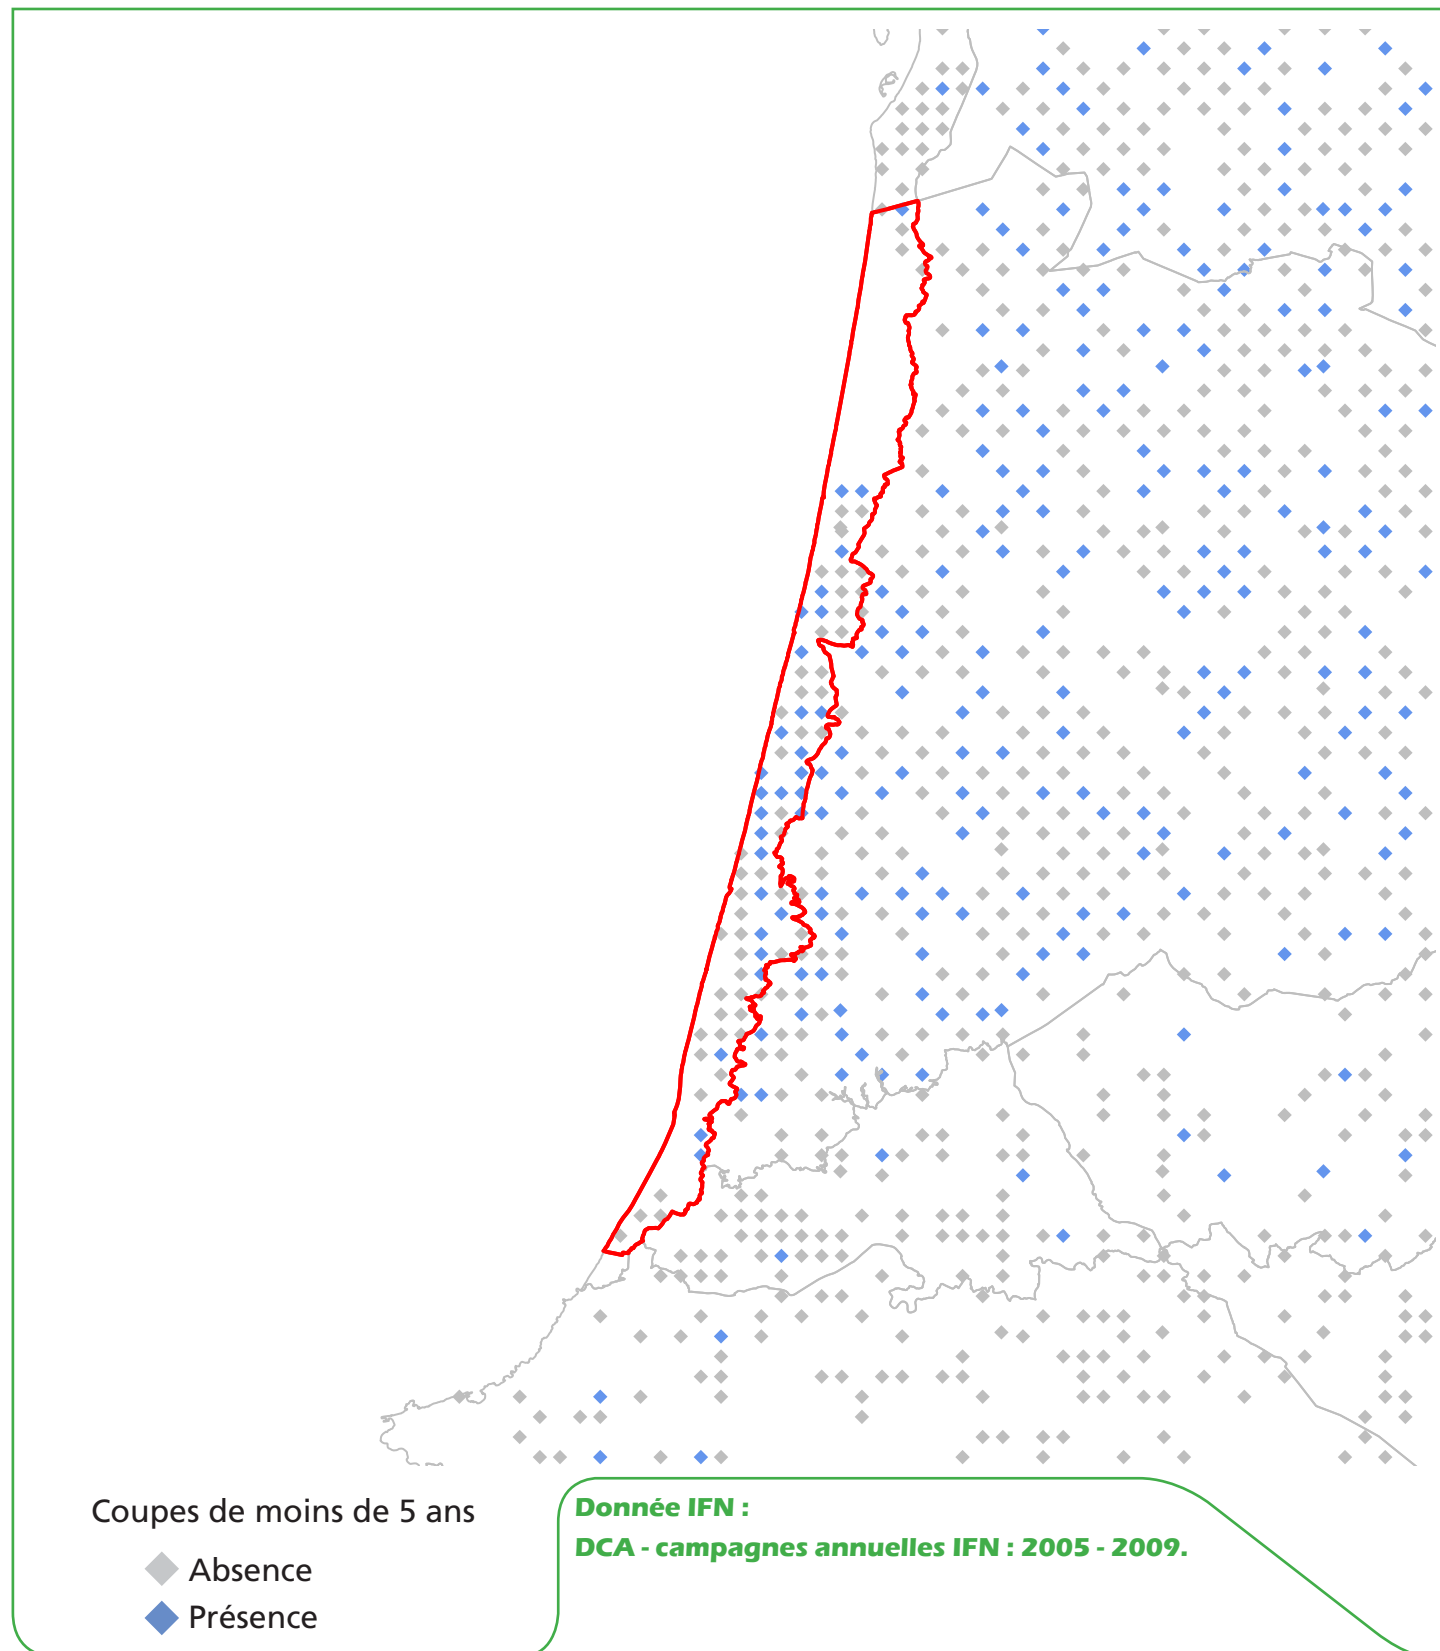 Coupes de moins de 5 ans
Absence
Présence
Donnée IFN :
DCA - campagnes annuelles IFN : 2005 - 2009.